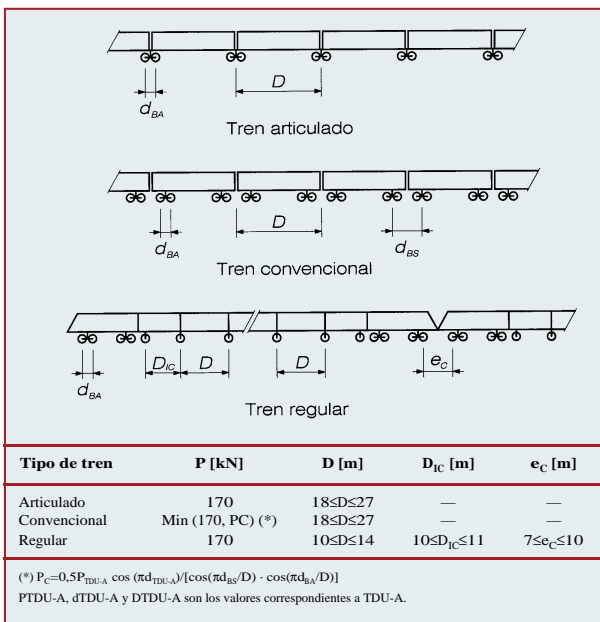 D
d_BA
Tren articulado
D
d_BA
d_BS
Tren convencional
D_IC
D
D
e_C
d_BA
Tren regular
Tipo de tren P [kN] D [m] D_IC [m] e_C [m]
Articulado 170 18≤D≤27 — —
Convencional Min (170, PC) (*) 18≤D≤27 — —
Regular 170 10≤D≤14 10≤D_IC≤11 7≤e_C≤10
(*) P_C=0,5P_TDU-A cos (πd_TDU-A)/[cos(πd_BS/D) · cos(πd_BA/D)]
PTDU-A, dTDU-A y DTDU-A son los valores correspondientes a TDU-A.